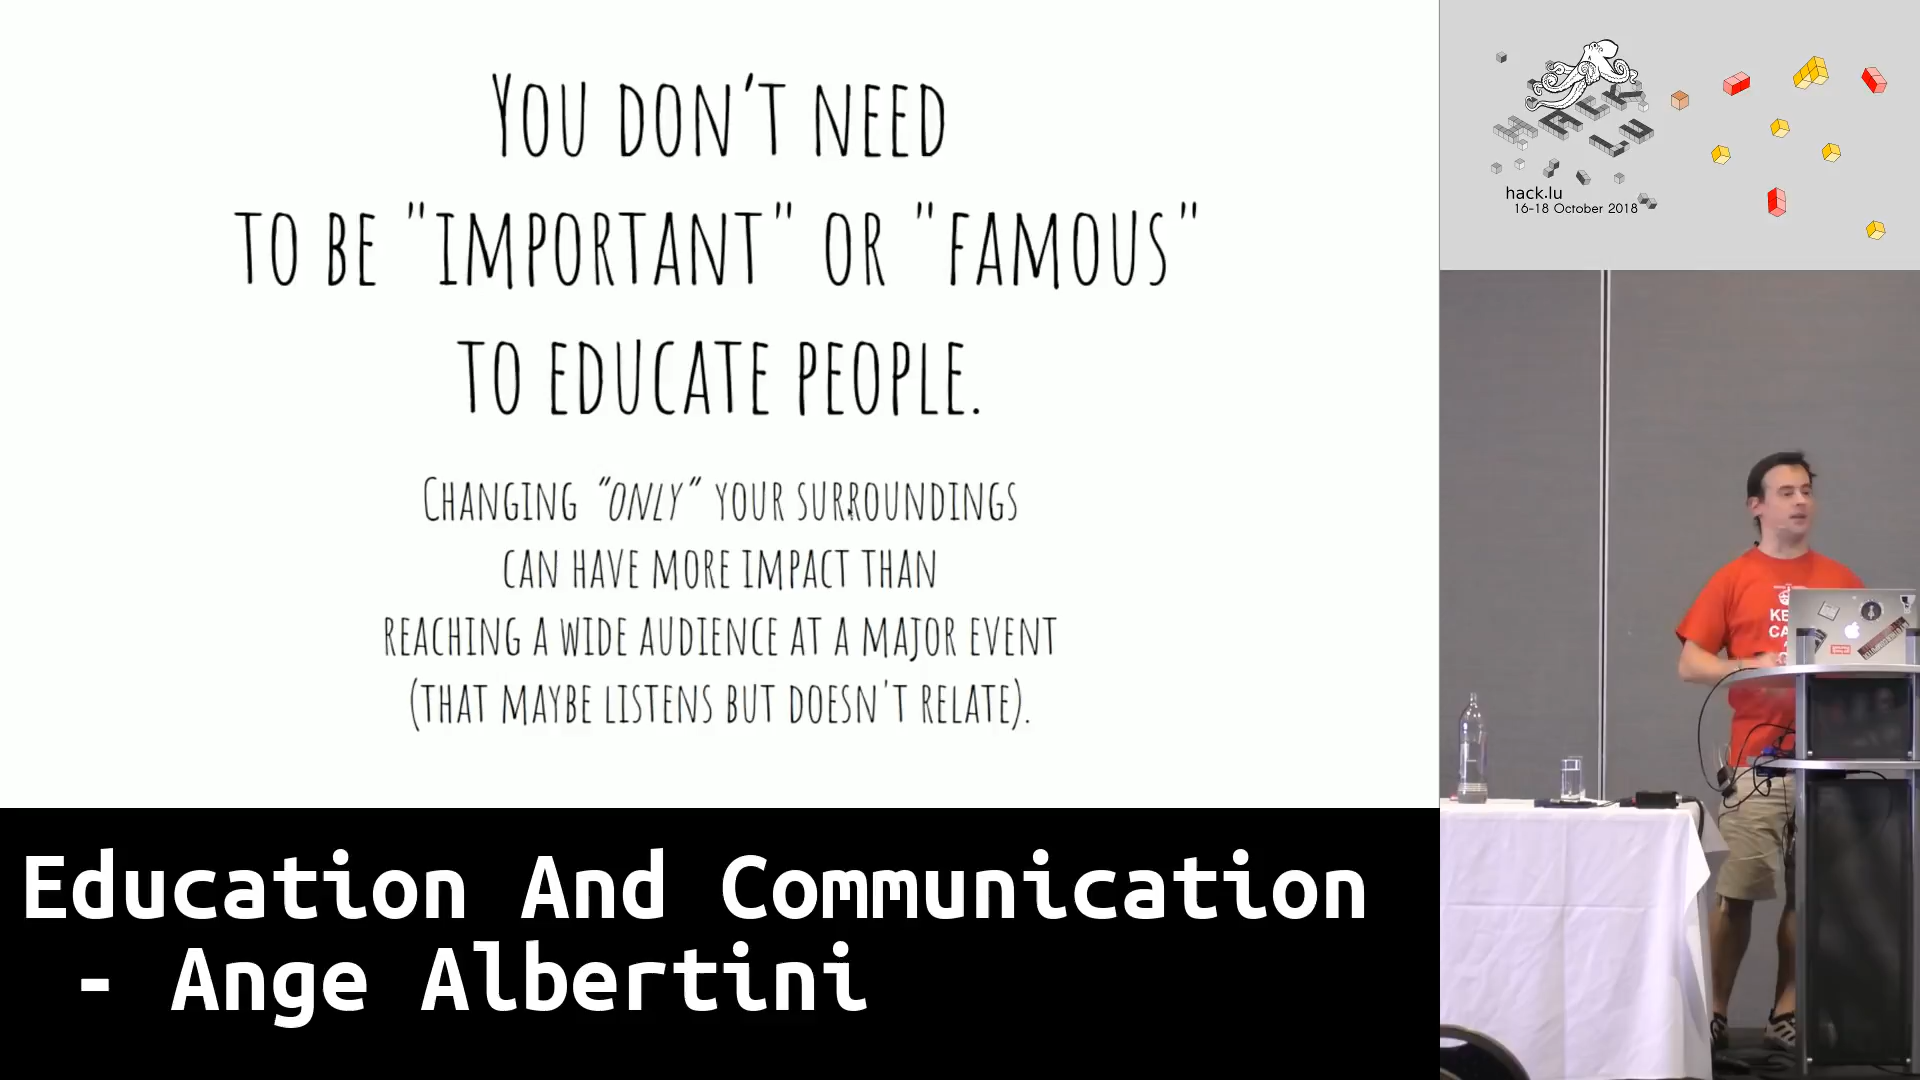 You don't need
to be "important" or "famous"
to educate people.
Changing "only" your surroundings
can have more impact than
reaching a wide audience at a major event
(that maybe listens but doesn't relate).
Education And Communication
- Ange Albertini
HACK
LU
hack.lu
16-18 October 2018